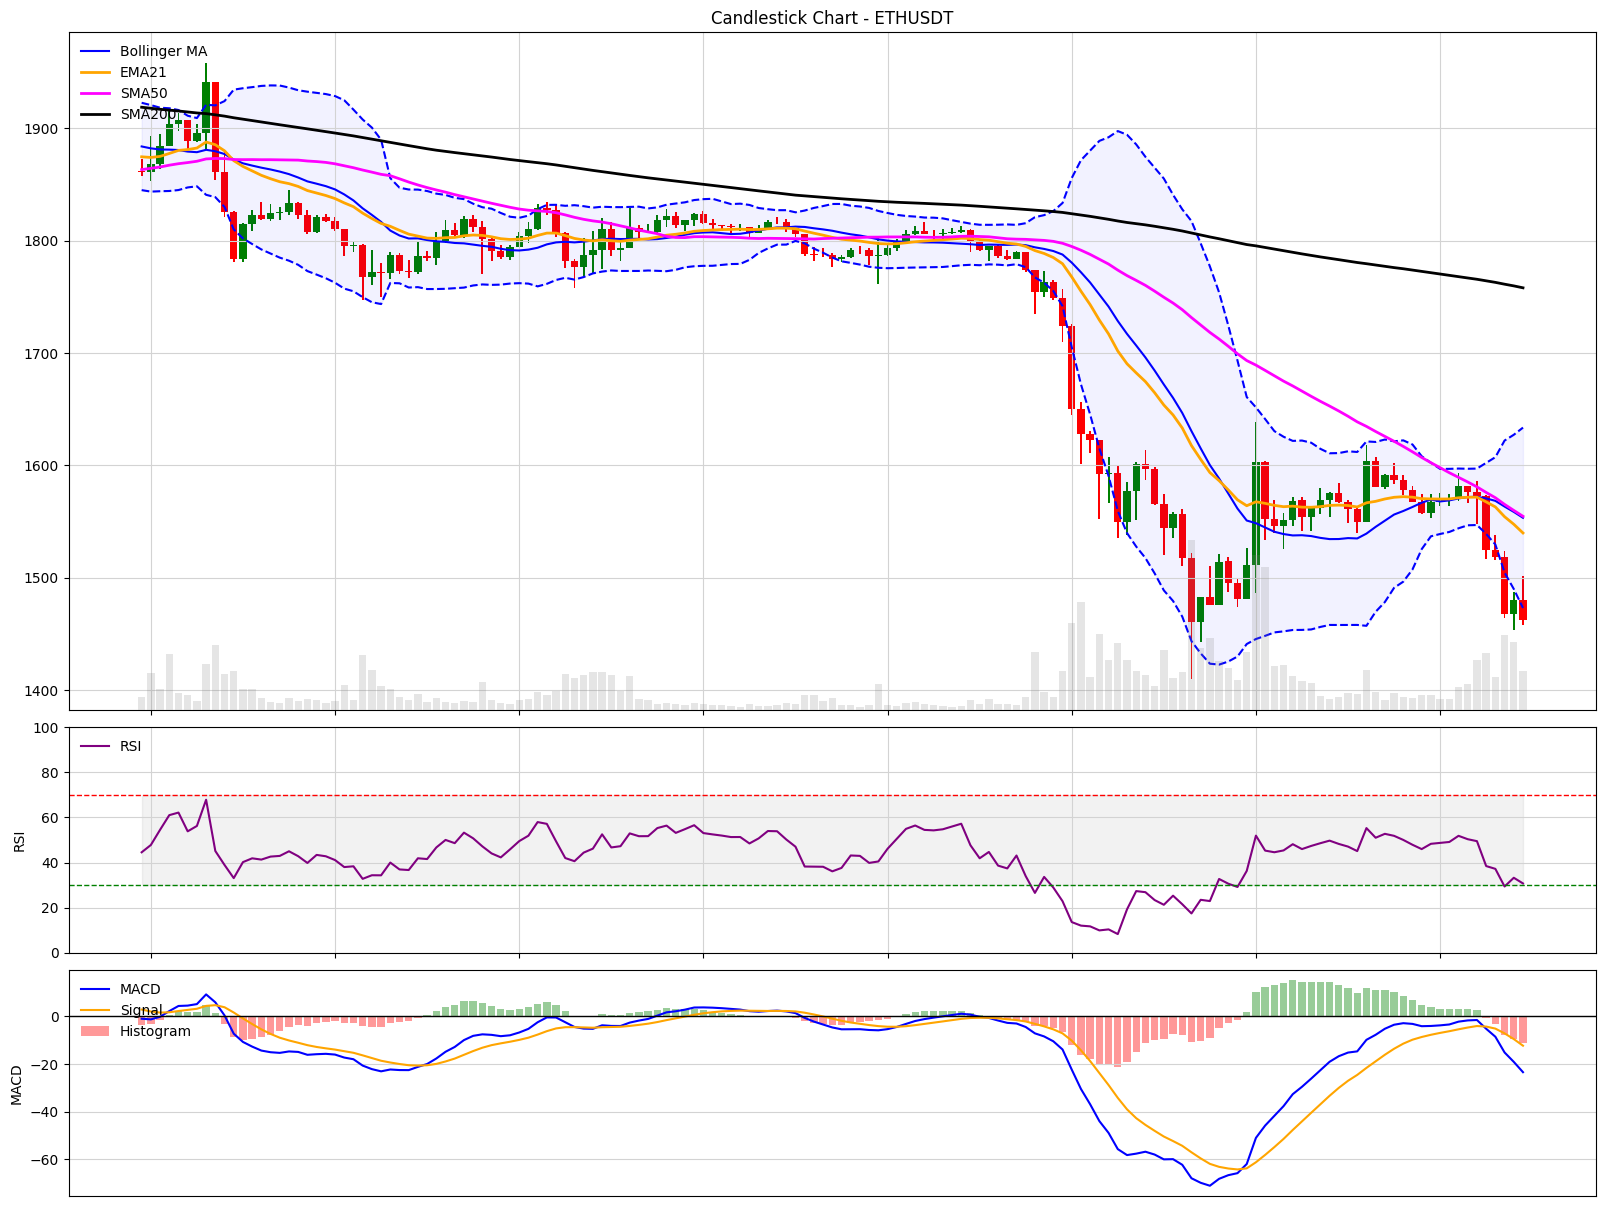 Candlestick Chart - ETHUSDT
Bollinger MA
EMA21
SMA50
SMA200
1900
1800
1700
1600
1500
1400
100
RSI
80
60
RSI
40
20
0
MACD
Signal
0
Histogram
−20
MACD
−40
−60